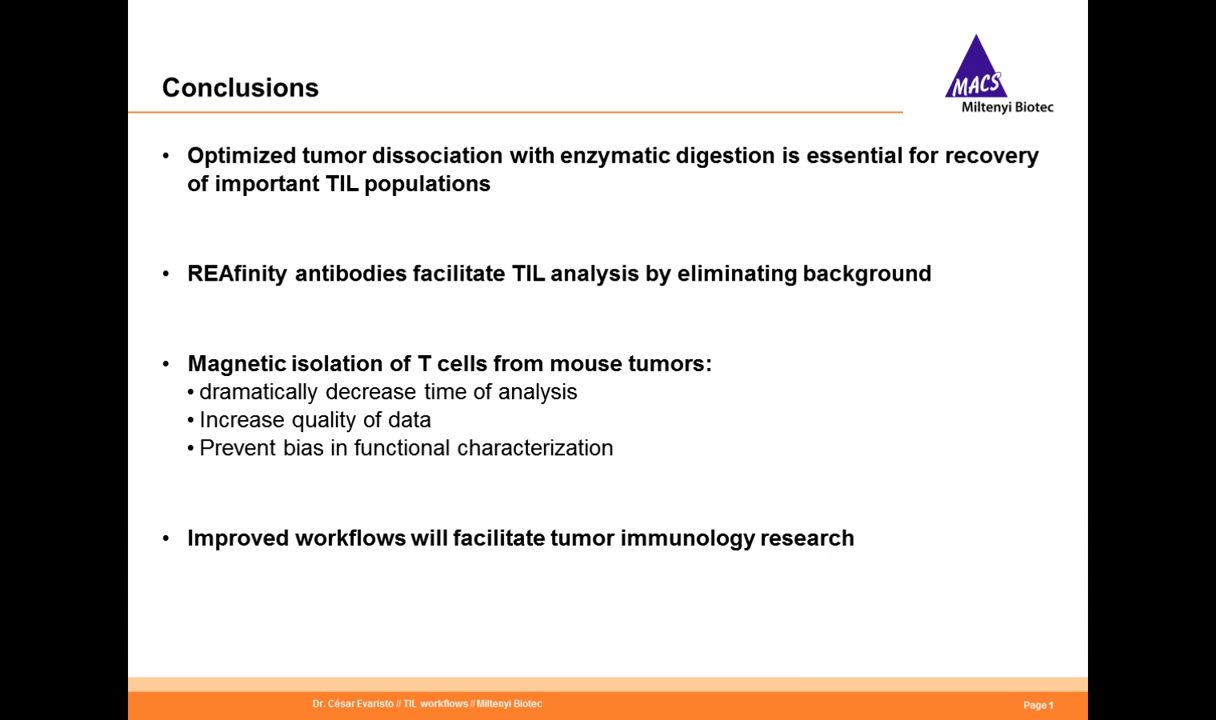 Conclusions
MACS
Miltenyi Biotec
• Optimized tumor dissociation with enzymatic digestion is essential for recovery
of important TIL populations
• REAfinity antibodies facilitate TIL analysis by eliminating background
• Magnetic isolation of T cells from mouse tumors:
• dramatically decrease time of analysis
• Increase quality of data
• Prevent bias in functional characterization
• Improved workflows will facilitate tumor immunology research
Dr. César Evaristo // TIL workflows // Miltenyi Biotec
Page 1